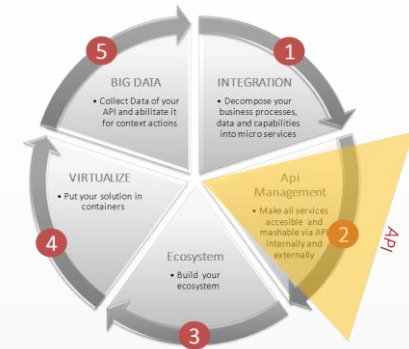 1
INTEGRATION
• Decompose your
business processes,
data and capabilities
into micro services
2
Api
Management
• Make all services
accesible and
mashable via API
internally and
externally
API
3
Ecosystem
• Build your
ecosystem
4
VIRTUALIZE
• Put your solution in
containers
5
BIG DATA
• Collect Data of your
API and abilitate it
for context actions